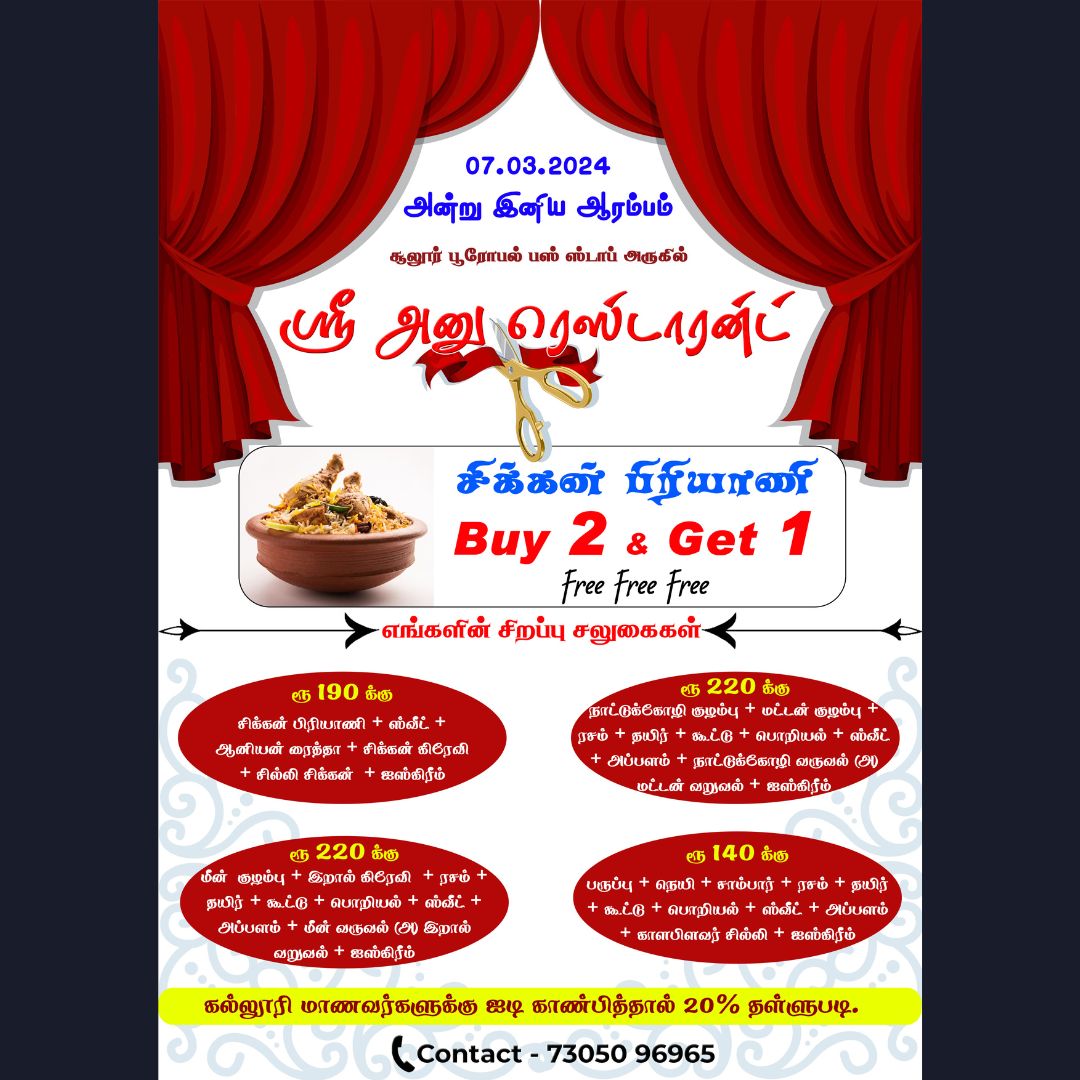 07.03.2024
அன்று இனிய ஆரம்பம்
சூலூர் பூரோபல் பஸ் ஸ்டாப் அருகில்
ஸ்ரீ அனு ரெஸ்டாரன்ட்
சிக்கன் பிரியாணி
Buy 2 & Get 1
Free Free Free
எங்களின் சிறப்பு சலுகைகள்
ரூ 190 க்கு
சிக்கன் பிரியாணி + ஸ்வீட் +
ஆனியன் ரைத்தா + சிக்கன் கிரேவி
+ சில்லி சிக்கன் + ஐஸ்கிரீம்
ரூ 220 க்கு
நாட்டுக்கோழி குழம்பு + மட்டன் குழம்பு +
ரசம் + தயிர் + கூட்டு + பொறியல் + ஸ்வீட்
+ அப்பளம் + நாட்டுக்கோழி வருவல் (அ)
மட்டன் வறுவல் + ஐஸ்கிரீம்
ரூ 220 க்கு
மீன் குழம்பு + இறால் கிரேவி + ரசம் +
தயிர் + கூட்டு + பொறியல் + ஸ்வீட் +
அப்பளம் + மீன் வருவல் (அ) இறால்
வறுவல் + ஐஸ்கிரீம்
ரூ 140 க்கு
பருப்பு + நெயி + சாம்பார் + ரசம் + தயிர்
+ கூட்டு + பொறியல் + ஸ்வீட் + அப்பளம்
+ காளபிளவர் சில்லி + ஐஸ்கிரீம்
கல்லூரி மாணவர்களுக்கு ஐடி காண்பித்தால் 20% தள்ளுபடி.
Contact - 73050 96965